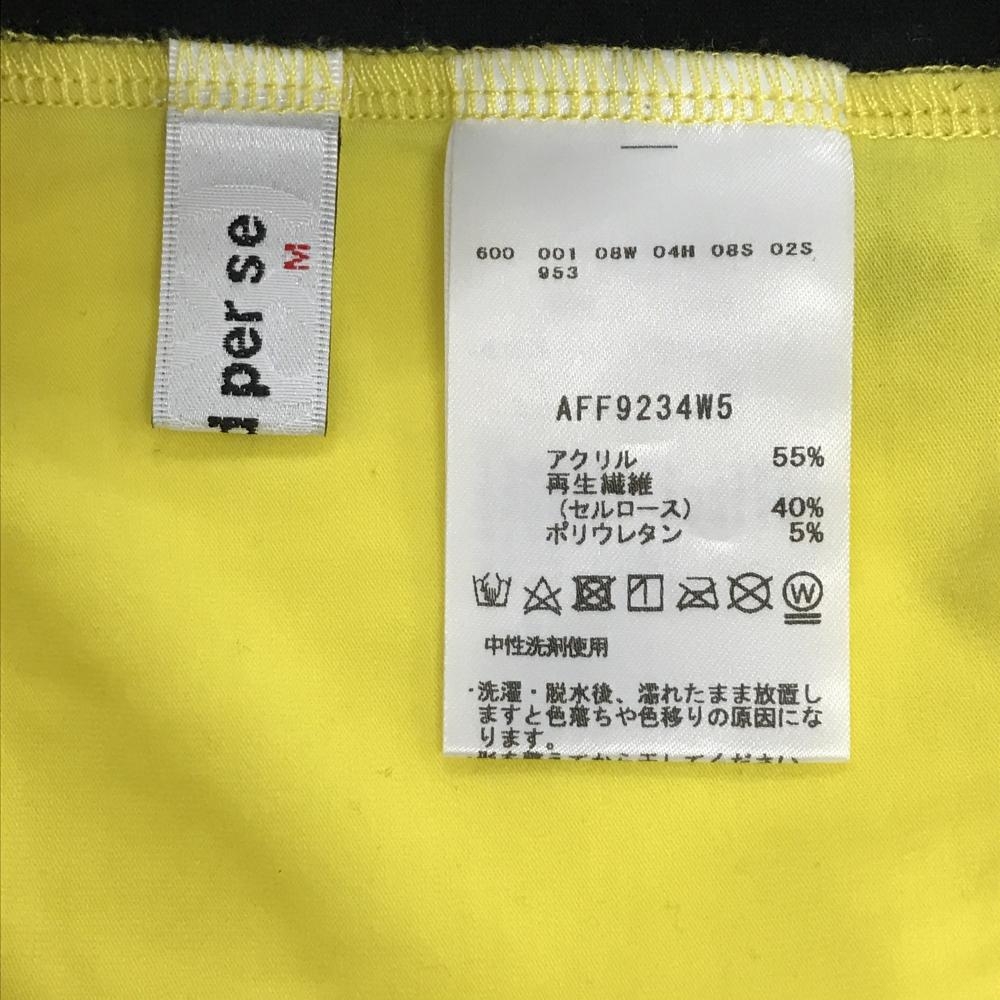 per se
M
600 001 08W 04H 08S 02S
953
AFF9234W5
アクリル 55%
再生繊維
(セルロース) 40%
ポリウレタン 5%
W
中性洗剤使用
・洗濯・脱水後、濡れたまま放置し
ますと色落ちや色移りの原因にな
ります。